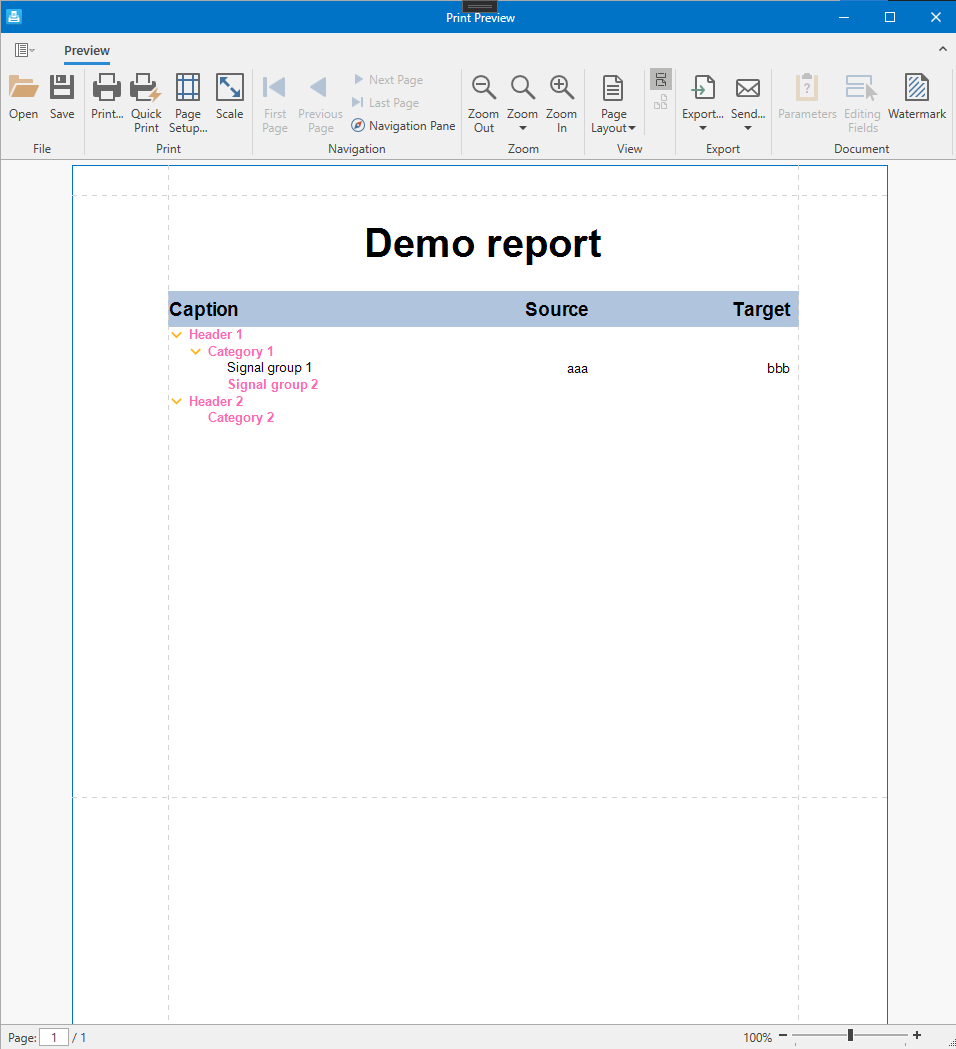 Print Preview
Preview
Open
Save
Print...
Quick Print
Page Setup...
Scale
First Page
Previous Page
Next Page
Last Page
Navigation Pane
Zoom Out
Zoom
Zoom In
Page Layout
Export...
Send...
Parameters
Editing Fields
Watermark
File
Print
Navigation
Zoom
View
Export
Document
Demo report
Caption Source Target
Header 1
Category 1
Signal group 1 aaa bbb
Signal group 2
Header 2
Category 2
Page: 1 / 1 100%